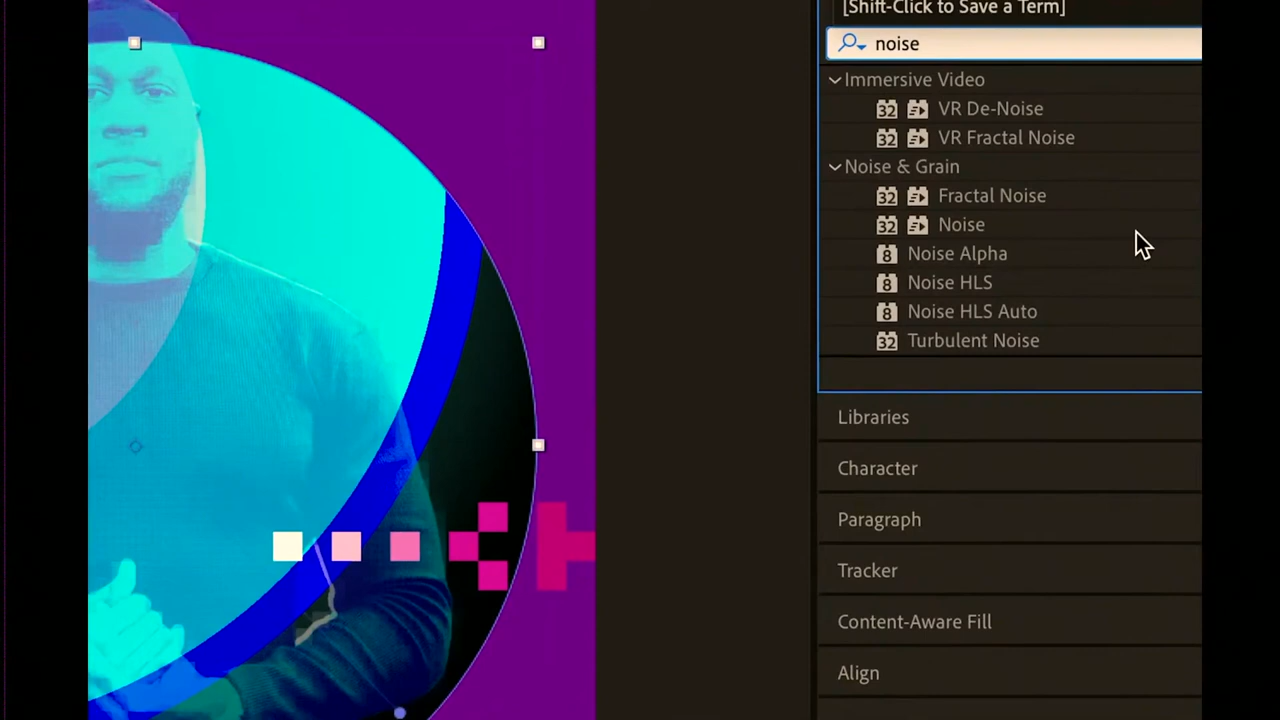 [Shift-Click to Save a Term]
noise
Immersive Video
32 VR De-Noise
32 VR Fractal Noise
Noise & Grain
32 Fractal Noise
32 Noise
8 Noise Alpha
8 Noise HLS
8 Noise HLS Auto
32 Turbulent Noise
Libraries
Character
Paragraph
Tracker
Content-Aware Fill
Align